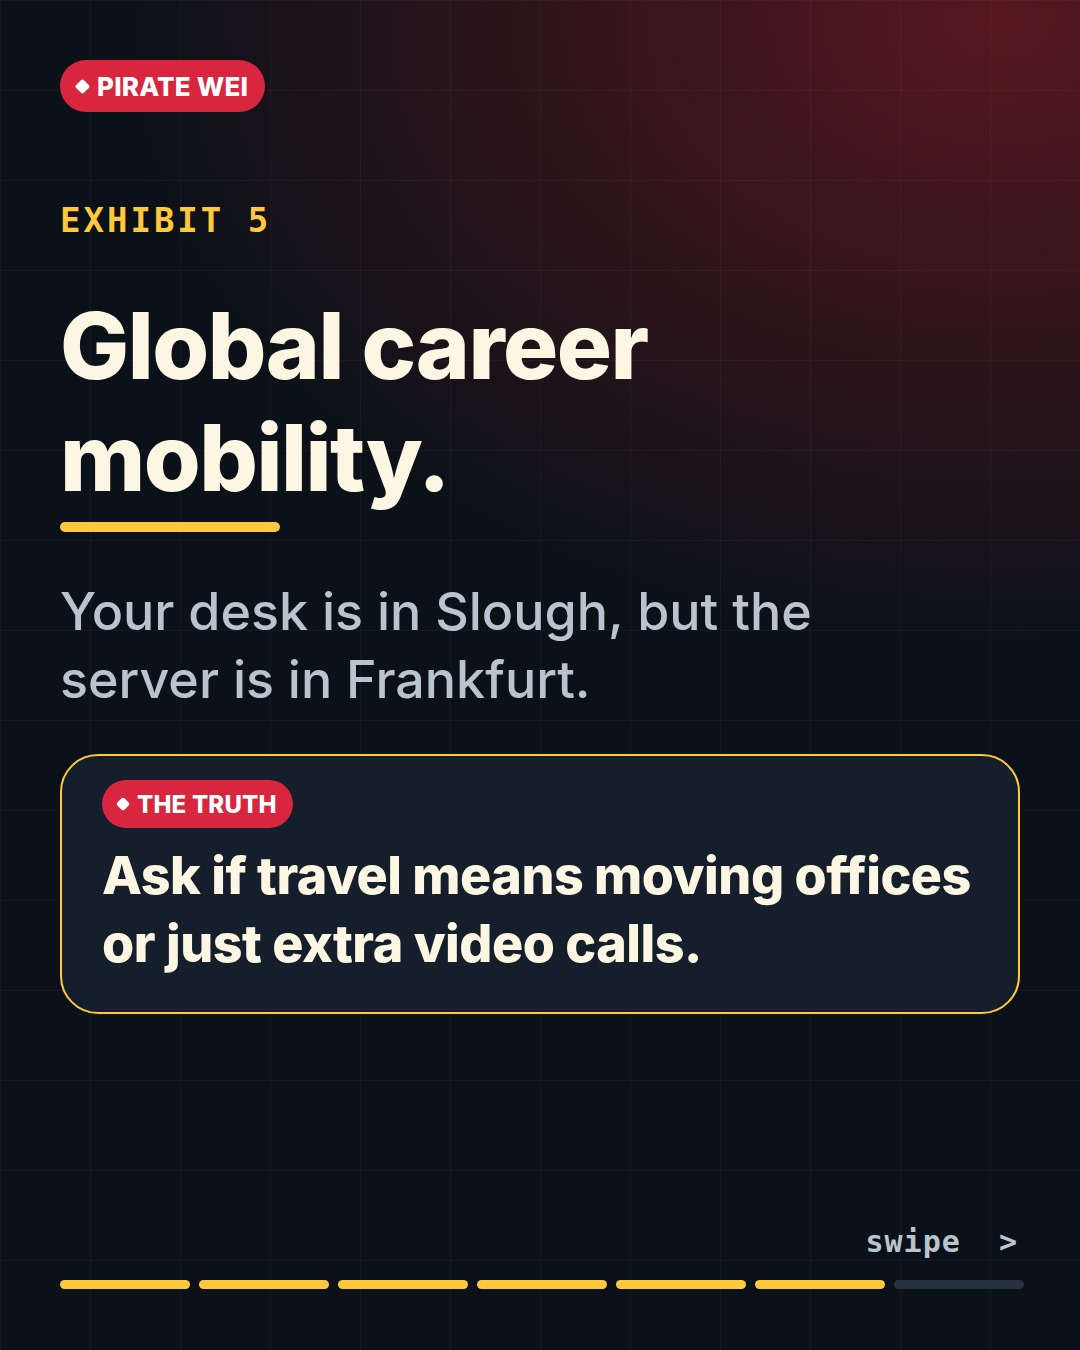 PIRATE WEI
EXHIBIT 5
Global career
mobility.
Your desk is in Slough, but the
server is in Frankfurt.
THE TRUTH
Ask if travel means moving offices
or just extra video calls.
swipe >